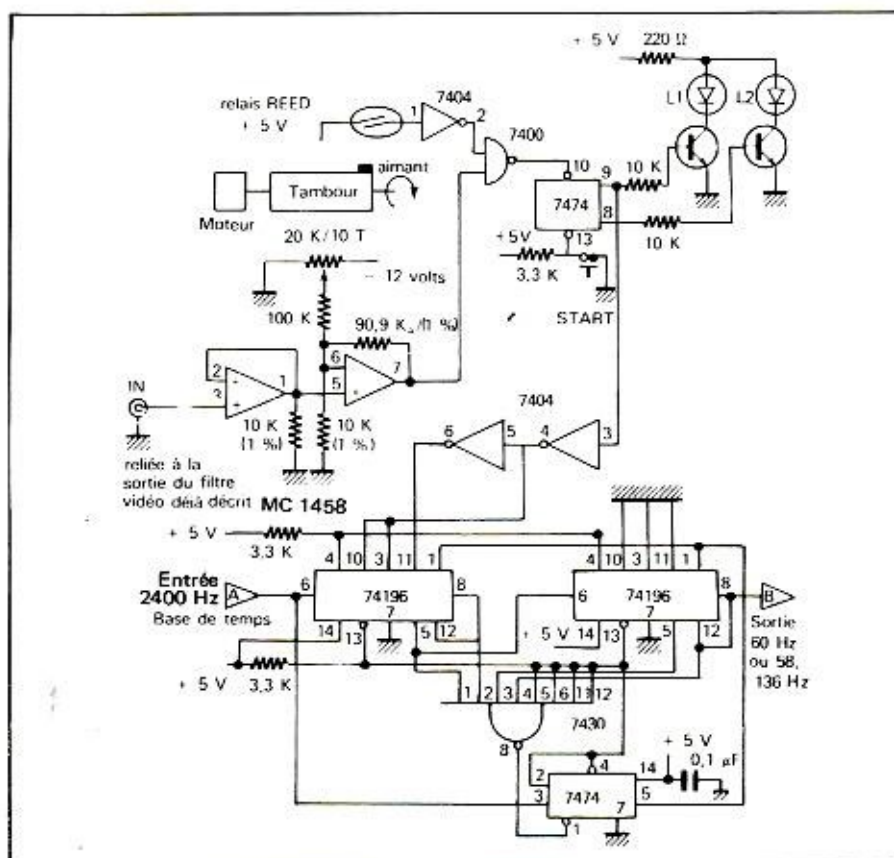 + 5 V 220 Ω
L1 L2
7404
relais REED
+ 5 V
1 2
7400
aimant
Tambour
Moteur
10 9 10 K
7474
8
13 10 K
+5V
3,3 K
START
20 K/10 T
- 12 volts
100 K
90,9 K (1 %)
6 7
5
2 1
3
IN
10 K
(1 %)
10 K
(1 %)
reliée à la
sortie du filtre
vidéo déjà décrit
MC 1458
7404
6 5 4 3
+ 5 V
3,3 K
4 10 3 11 1
4 10 3 11 1
Entrée
2400 Hz
A
Base de temps
6 74196 8
7
14 13 5 12
6 74196 8
7
+ 5 V 14 13 5 12
B
Sortie
60 Hz
ou 58,
136 Hz
+ 5 V
3,3 K
1 2 3 4 5 6 11 12
7430
8
+ 5 V
0,1 µF
2 4 14
3 7474 5
7
1